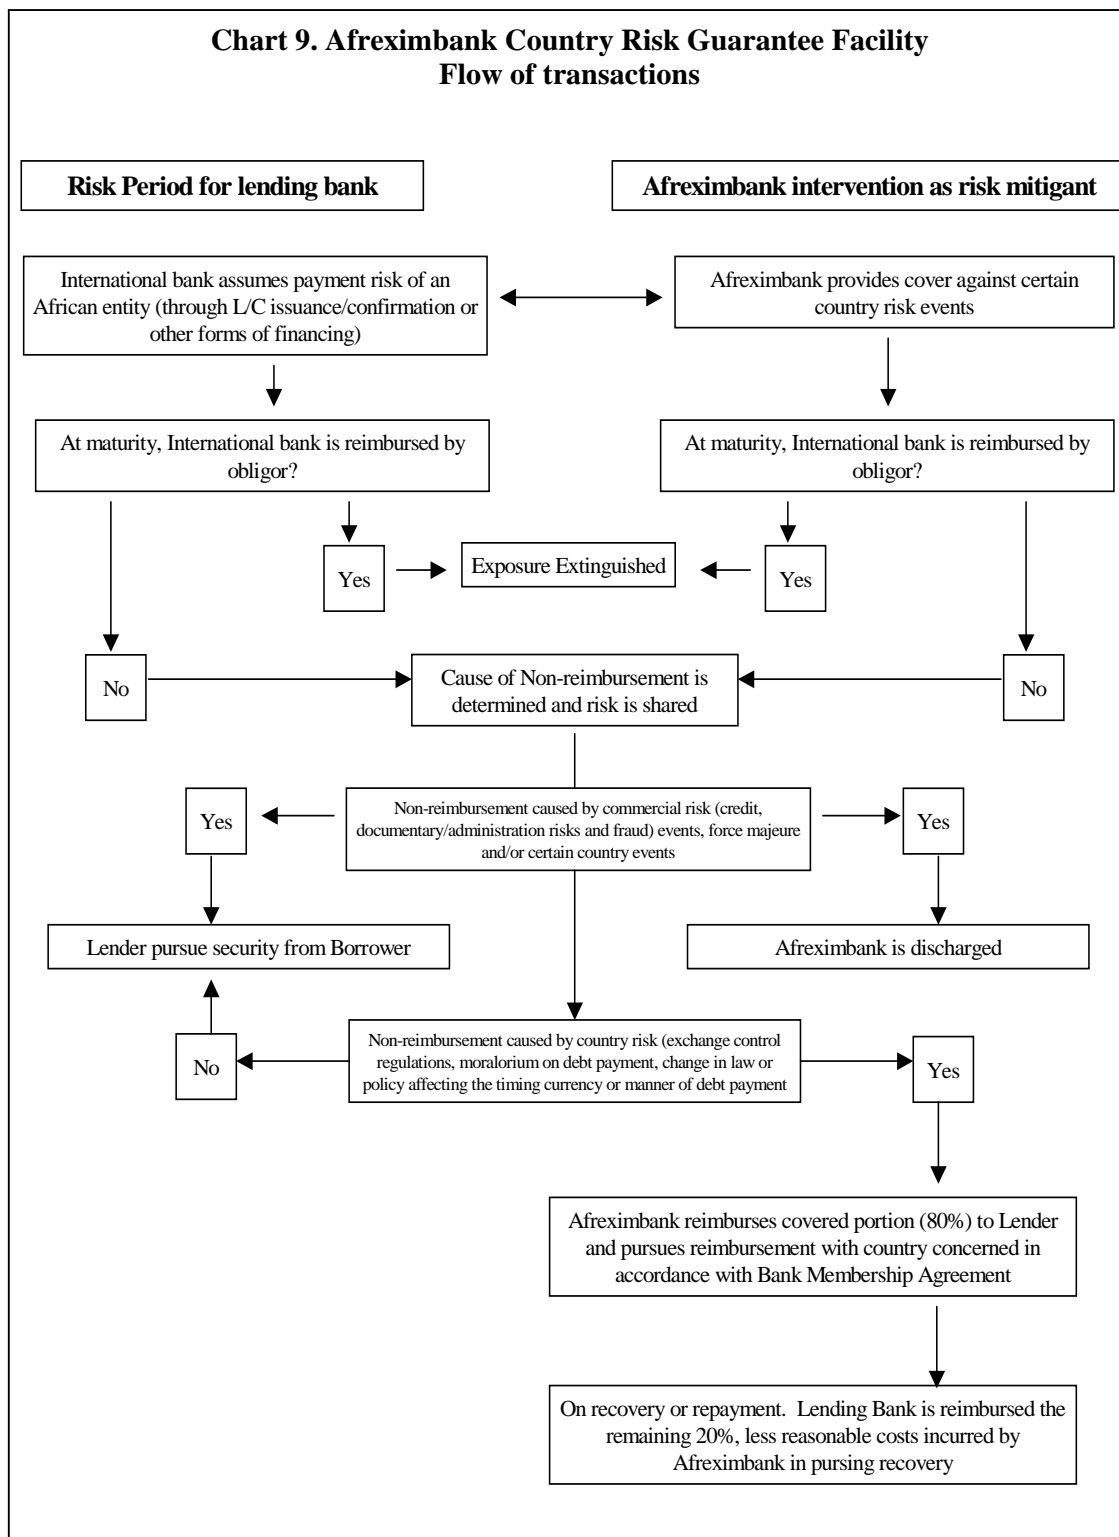 Chart 9. Afreximbank Country Risk Guarantee Facility
Flow of transactions
Risk Period for lending bank
Afreximbank intervention as risk mitigant
International bank assumes payment risk of an
African entity (through L/C issuance/confirmation or
other forms of financing)
Afreximbank provides cover against certain
country risk events
At maturity, International bank is reimbursed by
obligor?
At maturity, International bank is reimbursed by
obligor?
Yes
Exposure Extinguished
Yes
No
Cause of Non-reimbursement is
determined and risk is shared
No
Yes
Non-reimbursement caused by commercial risk (credit,
documentary/administration risks and fraud) events, force majeure
and/or certain country events
Yes
Lender pursue security from Borrower
Afreximbank is discharged
No
Non-reimbursement caused by country risk (exchange control
regulations, moralorium on debt payment, change in law or
policy affecting the timing currency or manner of debt payment
Yes
Afreximbank reimburses covered portion (80%) to Lender
and pursues reimbursement with country concerned in
accordance with Bank Membership Agreement
On recovery or repayment. Lending Bank is reimbursed the
remaining 20%, less reasonable costs incurred by
Afreximbank in pursing recovery